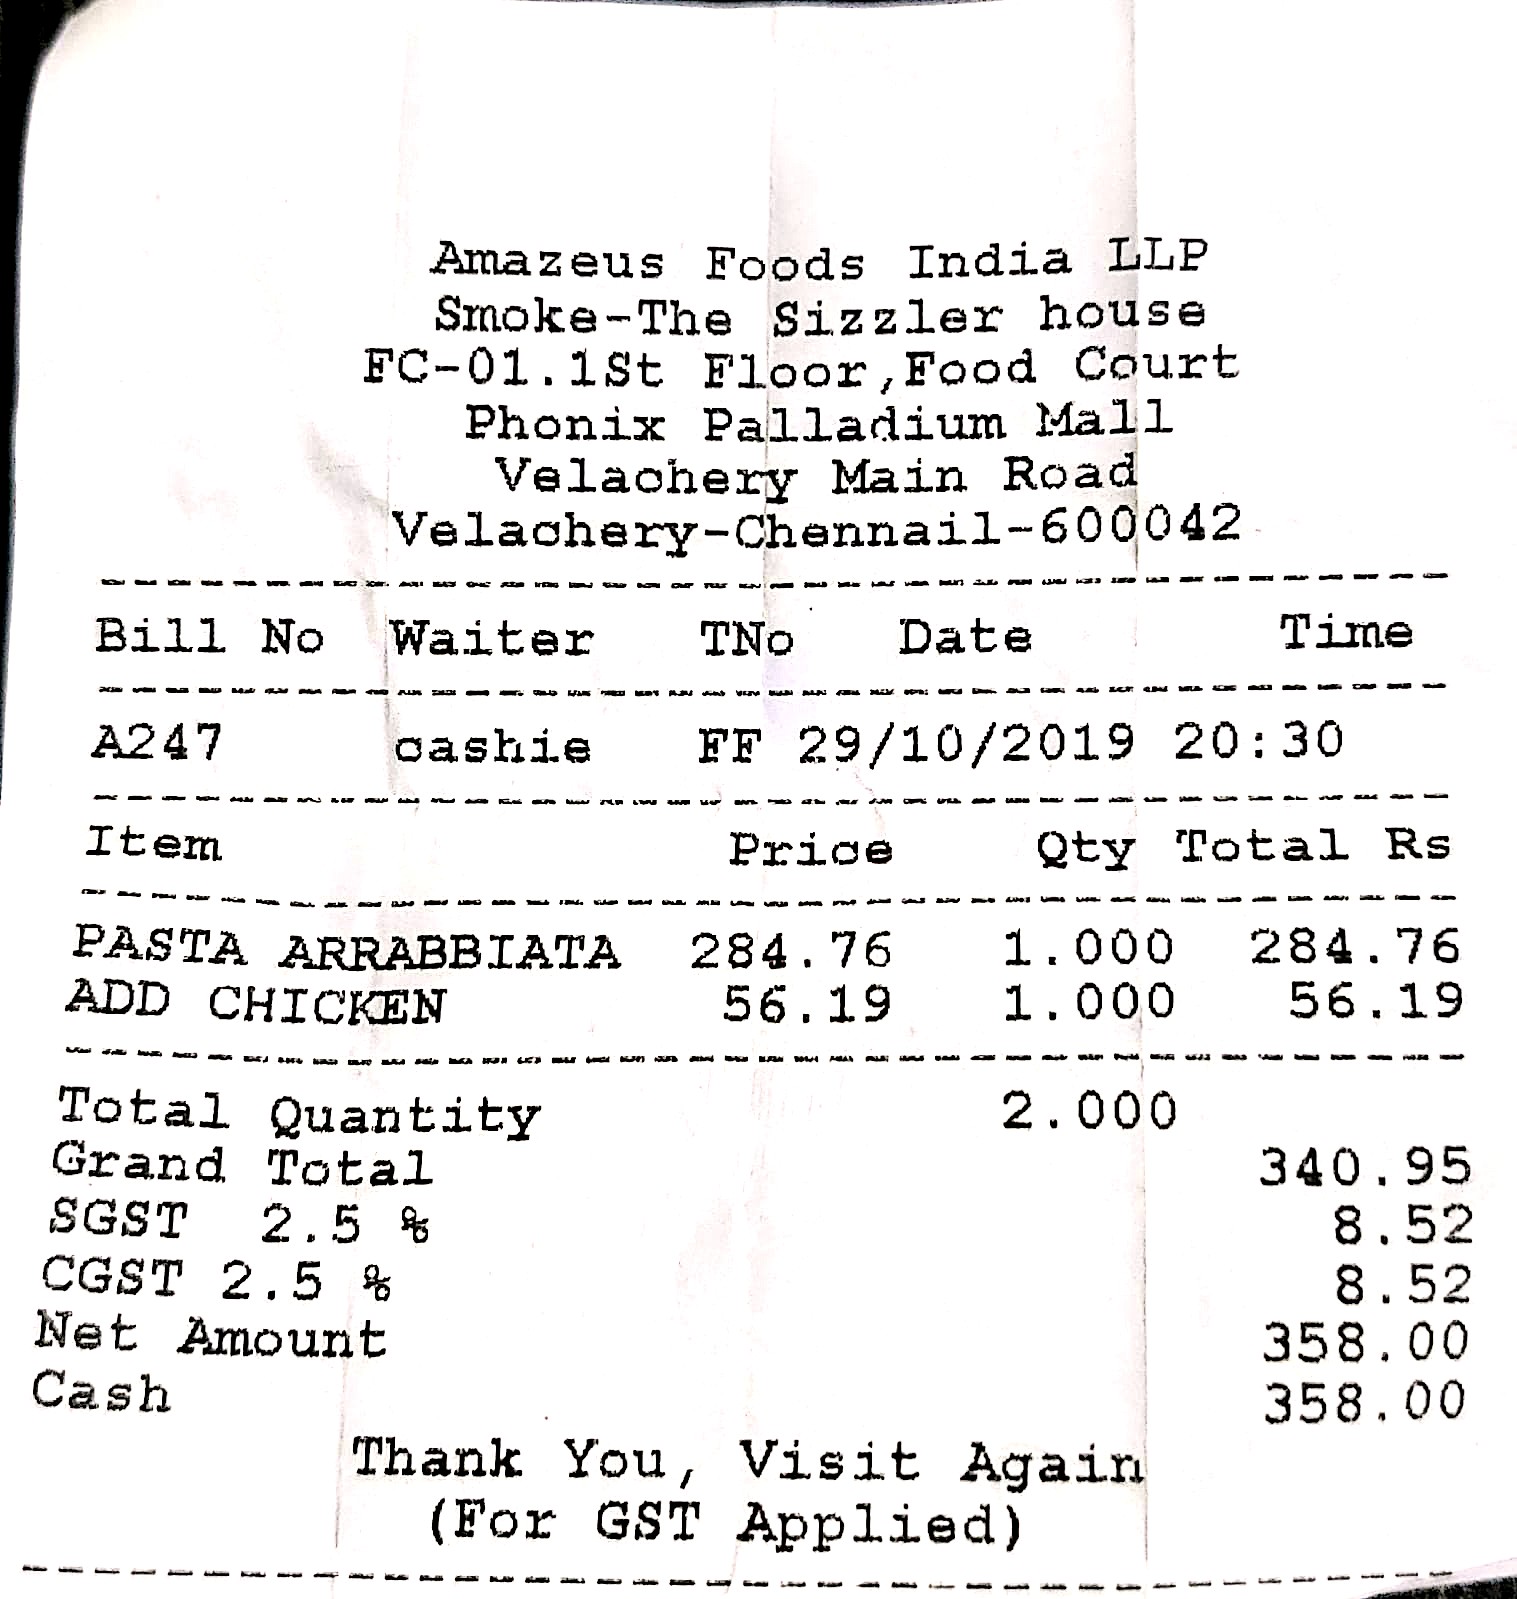 Amazeus Foods India LLP
Smoke-The Sizzler house
FC-01.1St Floor,Food Court
Phonix Palladium Mall
Velachery Main Road
Velachery-Chennail-600042
Bill No Waiter TNo Date Time
A247 cashie FF 29/10/2019 20:30
Item Price Qty Total Rs
PASTA ARRABBIATA 284.76 1.000 284.76
ADD CHICKEN 56.19 1.000 56.19
Total Quantity 2.000
Grand Total 340.95
SGST 2.5 % 8.52
CGST 2.5 % 8.52
Net Amount 358.00
Cash 358.00
Thank You, Visit Again
(For GST Applied)